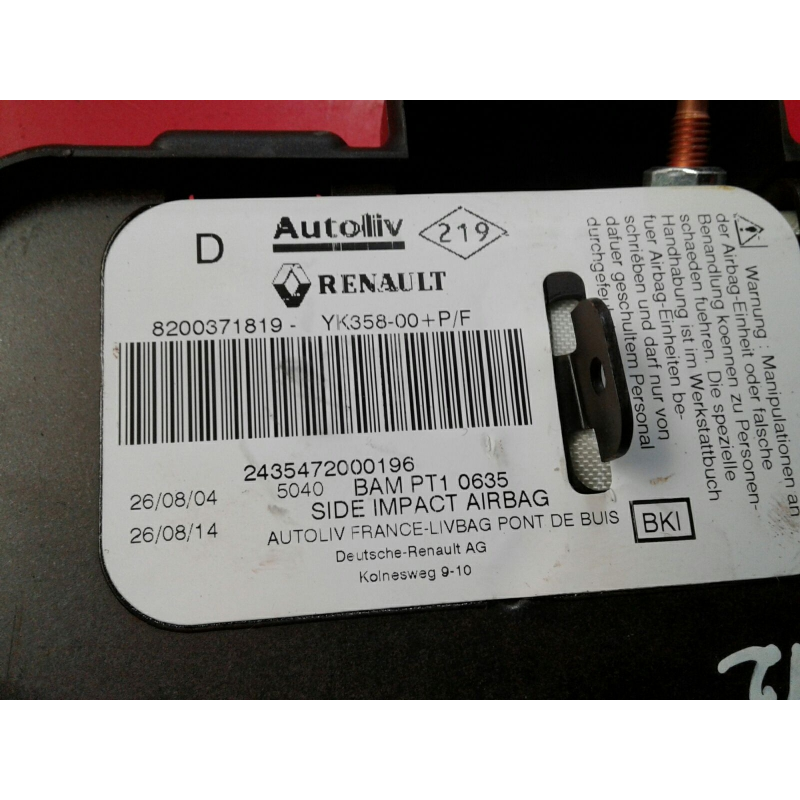 D
Autoliv
219
RENAULT
8200371819 - YK358-00+P/F
2435472000196
5040 BAM PT1 0635
26/08/04
SIDE IMPACT AIRBAG
26/08/14
AUTOLIV FRANCE-LIVBAG PONT DE BUIS
BKI
Deutsche-Renault AG
Kolnesweg 9-10
Warnung : Manipulationen an
der Airbag-Einheit oder falsche
Benandlung koennen zu Personen-
schaeden fuehren. Die spezielle
Handhabung ist im Werkstattbuch
fuer Airbag-Einheiten be-
schriében und darf nur von
dafuer geschultem Personal
12